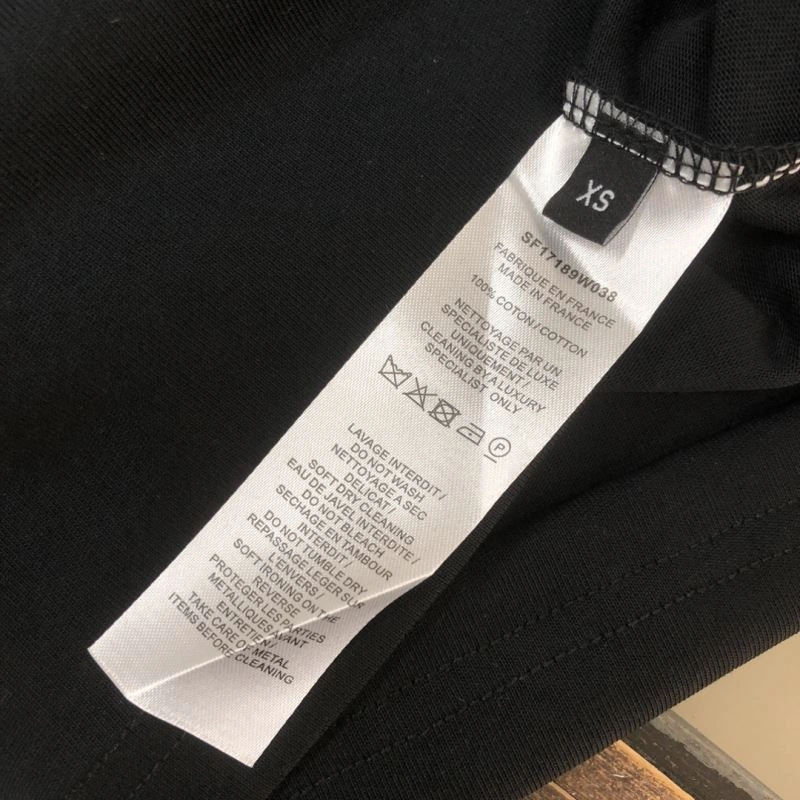 XS
SF17189W038
FABRIQUE EN FRANCE
MADE IN FRANCE
100% COTON / COTTON
NETTOYAGE PAR UN
SPECIALISTE DE LUXE
UNIQUEMENT /
CLEANING BY A LUXURY
SPECIALIST ONLY
P
LAVAGE INTERDIT /
DO NOT WASH
NETTOYAGE A SEC
DELICAT /
SOFT DRY CLEANING
EAU DE JAVEL INTERDITE /
DO NOT BLEACH
SECHAGE EN TAMBOUR
INTERDIT /
DO NOT TUMBLE DRY
REPASSAGE LEGER SUR
L'ENVERS /
SOFT IRONING ON THE
REVERSE
PROTEGER LES PARTIES
METALLIQUES AVANT
ENTRETIEN /
TAKE CARE OF METAL
ITEMS BEFORE CLEANING